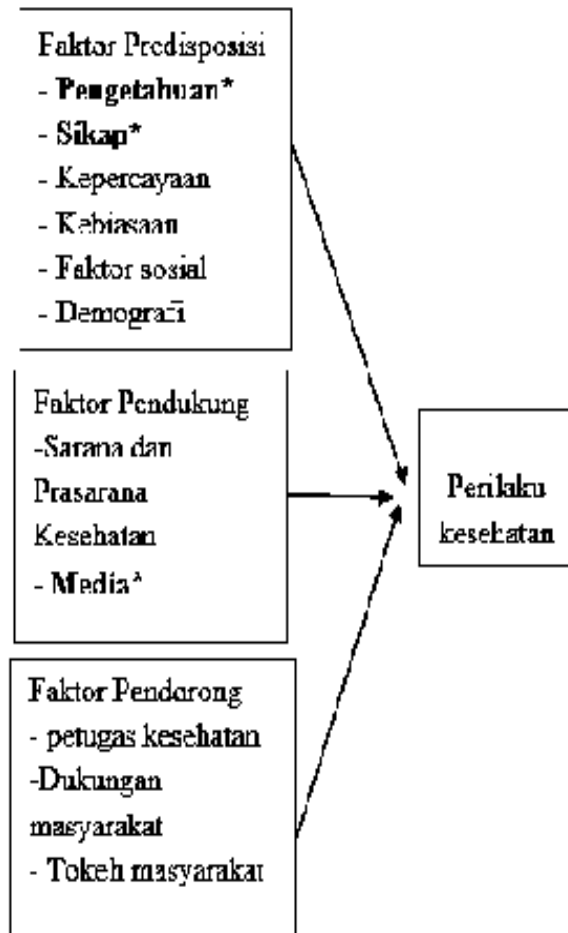 Faktor Predisposisi
- Pengetahuan*
- Sikap*
- Kepercayaan
- Kebiasaan
- Faktor sosial
- Demografi
Faktor Pendukung
-Sarana dan
Prasarana
Kesehatan
- Media*
Faktor Pendorong
- petugas kesehatan
-Dukungan
masyarakat
- Tokoh masyarakat
Perilaku
kesehatan